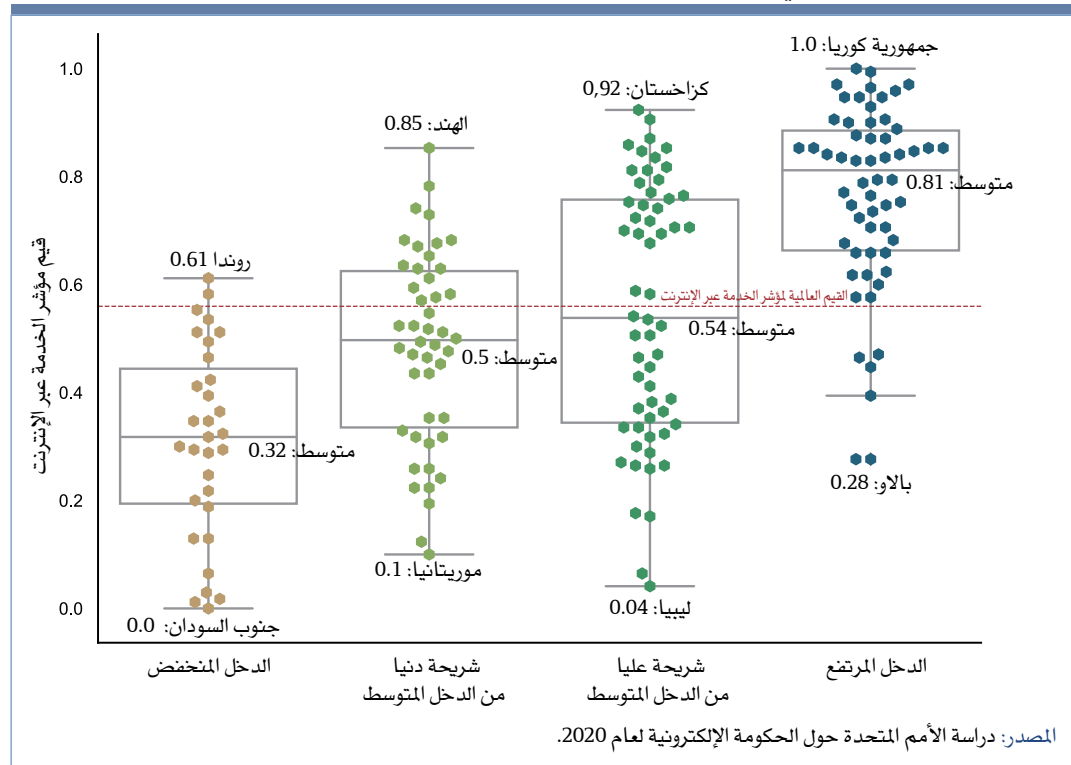 جمهورية كوريا: 1.0
كزاخستان: 0,92
الهند: 0.85
روندا 0.61
قيم مؤشر الخدمة عبر الإنترنت
1.0
0.8
0.6
0.4
0.2
0.0
القيم العالمية لمؤشر الخدمة عبر الإنترنت
متوسط: 0.81
متوسط: 0.54
متوسط: 0.5
متوسط: 0.32
بالاو: 0.28
موريتانيا: 0.1
ليبيا: 0.04
جنوب السودان: 0.0
الدخل المرتفع
شريحة عليا
من الدخل المتوسط
شريحة دنيا
من الدخل المتوسط
الدخل المنخفض
المصدر: دراسة الأمم المتحدة حول الحكومة الإلكترونية لعام 2020.